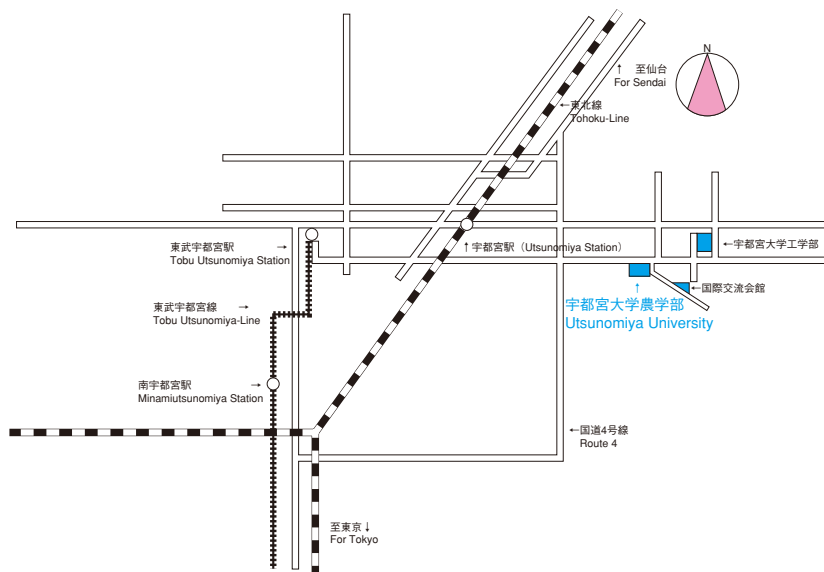 N
↑ 至仙台
For Sendai
←東北線
Tohoku-Line
東武宇都宮駅 →
Tobu Utsunomiya Station
↑宇都宮駅(Utsunomiya Station)
←宇都宮大学工学部
←国際交流会館
↑
宇都宮大学農学部
Utsunomiya University
東武宇都宮線 →
Tobu Utsunomiya-Line
南宇都宮駅 →
Minamiutsunomiya Station
←国道4号線
Route 4
至東京↓
For Tokyo